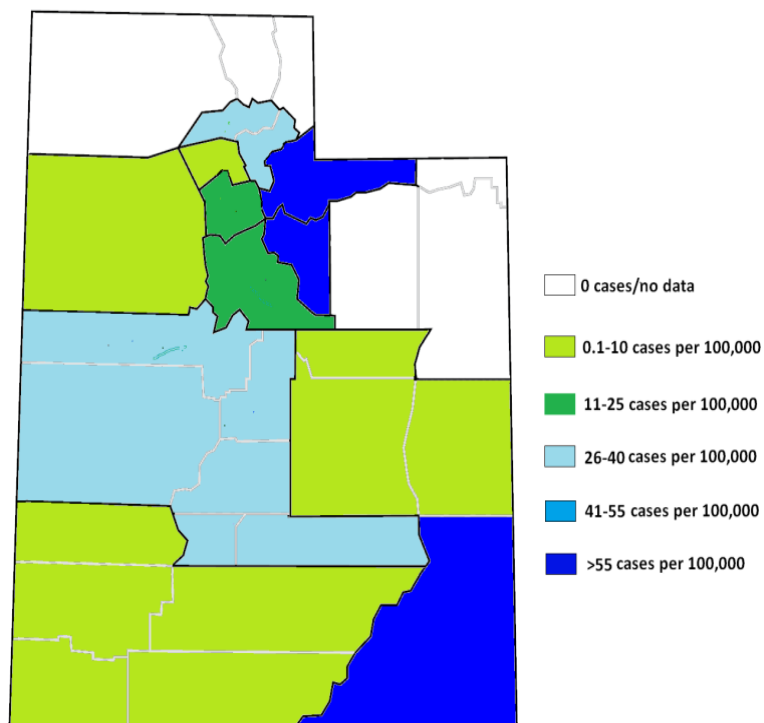 0 cases/no data
0.1-10 cases per 100,000
11-25 cases per 100,000
26-40 cases per 100,000
41-55 cases per 100,000
>55 cases per 100,000